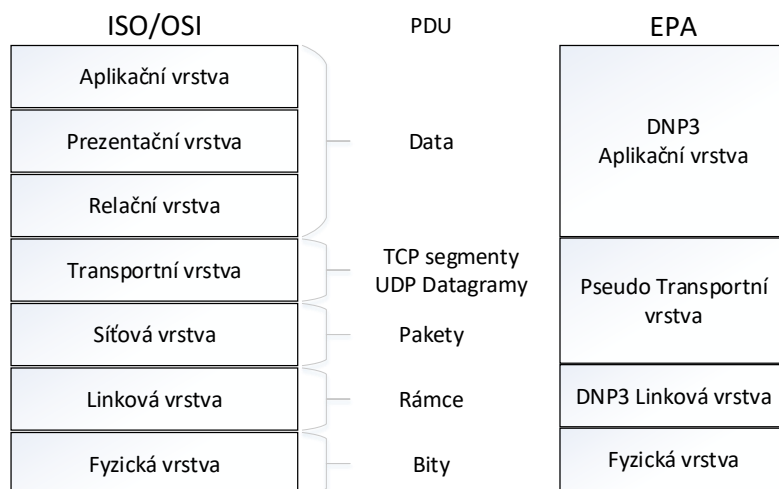 ISO/OSI
PDU
EPA
Aplikační vrstva
Prezentační vrstva
Relační vrstva
Transportní vrstva
Síťová vrstva
Linková vrstva
Fyzická vrstva
Data
TCP segmenty
UDP Datagramy
Pakety
Rámce
Bity
DNP3
Aplikační vrstva
Pseudo Transportní
vrstva
DNP3 Linková vrstva
Fyzická vrstva